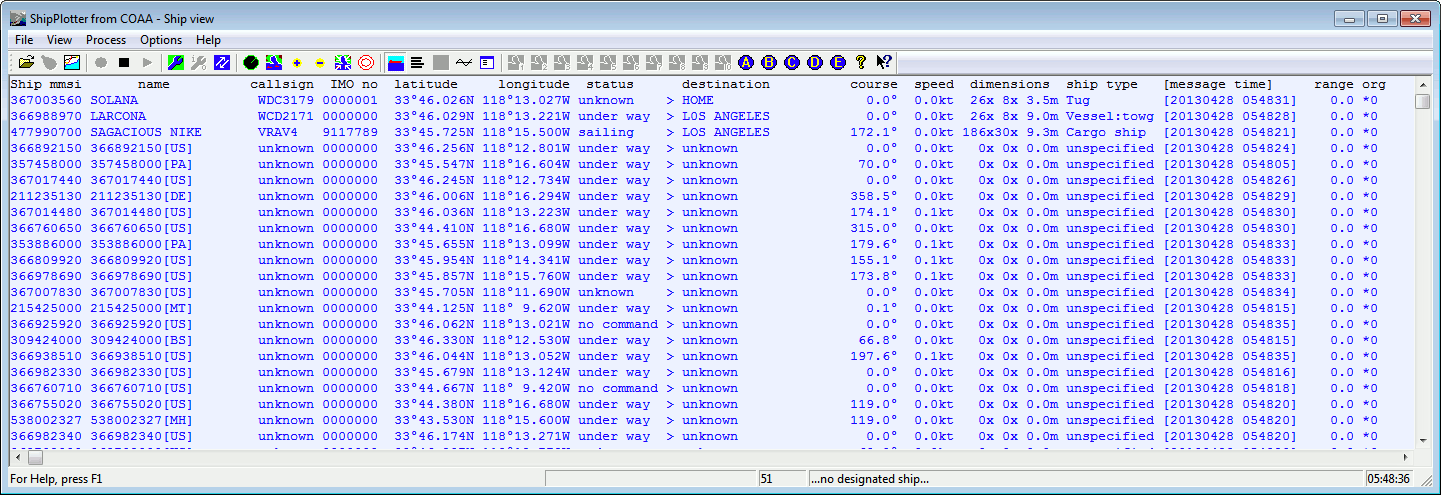 ShipPlotter from COAA - Ship view
File View Process Options Help
A B C D E ? ?
Ship mmsi name callsign IMO no latitude longitude status destination course speed dimensions ship type [message time] range org
367003560 SOLANA WDC3179 0000001 33°46.026N 118°13.027W unknown > HOME 0.0° 0.0kt 26x 8x 3.5m Tug [20130428 054831] 0.0 *0
366988970 LARCONA WCD2171 0000000 33°46.029N 118°13.221W under way > LOS ANGELES 0.0° 0.0kt 26x 8x 9.0m Vessel:towg [20130428 054828] 0.0 *0
477990700 SAGACIOUS NIKE VRAV4 9117789 33°45.725N 118°15.500W sailing > LOS ANGELES 172.1° 0.0kt 186x30x 9.3m Cargo ship [20130428 054821] 0.0 *0
366892150 366892150[US] unknown 0000000 33°46.256N 118°12.801W under way > unknown 0.0° 0.0kt 0x 0x 0.0m unspecified [20130428 054824] 0.0 *0
357458000 357458000[PA] unknown 0000000 33°45.547N 118°16.604W under way > unknown 70.0° 0.0kt 0x 0x 0.0m unspecified [20130428 054805] 0.0 *0
367017440 367017440[US] unknown 0000000 33°46.245N 118°12.734W under way > unknown 0.0° 0.0kt 0x 0x 0.0m unspecified [20130428 054826] 0.0 *0
211235130 211235130[DE] unknown 0000000 33°46.006N 118°16.294W under way > unknown 358.5° 0.0kt 0x 0x 0.0m unspecified [20130428 054829] 0.0 *0
367014480 367014480[US] unknown 0000000 33°46.036N 118°13.223W under way > unknown 174.1° 0.1kt 0x 0x 0.0m unspecified [20130428 054830] 0.0 *0
366760650 366760650[US] unknown 0000000 33°44.410N 118°16.680W under way > unknown 315.0° 0.0kt 0x 0x 0.0m unspecified [20130428 054830] 0.0 *0
353886000 353886000[PA] unknown 0000000 33°45.655N 118°13.099W under way > unknown 179.6° 0.1kt 0x 0x 0.0m unspecified [20130428 054833] 0.0 *0
366809920 366809920[US] unknown 0000000 33°45.954N 118°14.341W under way > unknown 155.1° 0.1kt 0x 0x 0.0m unspecified [20130428 054833] 0.0 *0
366978690 366978690[US] unknown 0000000 33°45.857N 118°15.760W under way > unknown 173.8° 0.1kt 0x 0x 0.0m unspecified [20130428 054833] 0.0 *0
367007830 367007830[US] unknown 0000000 33°45.705N 118°11.690W unknown > unknown 0.0° 0.0kt 0x 0x 0.0m unspecified [20130428 054834] 0.0 *0
215425000 215425000[MT] unknown 0000000 33°44.125N 118° 9.620W under way > unknown 0.1° 0.0kt 0x 0x 0.0m unspecified [20130428 054815] 0.0 *0
366925920 366925920[US] unknown 0000000 33°46.062N 118°13.021W no command > unknown 0.0° 0.0kt 0x 0x 0.0m unspecified [20130428 054835] 0.0 *0
309424000 309424000[BS] unknown 0000000 33°46.330N 118°12.530W under way > unknown 66.8° 0.0kt 0x 0x 0.0m unspecified [20130428 054815] 0.0 *0
366938510 366938510[US] unknown 0000000 33°46.044N 118°13.052W under way > unknown 197.6° 0.1kt 0x 0x 0.0m unspecified [20130428 054835] 0.0 *0
366982330 366982330[US] unknown 0000000 33°45.679N 118°13.124W under way > unknown 0.0° 0.0kt 0x 0x 0.0m unspecified [20130428 054816] 0.0 *0
366760710 366760710[US] unknown 0000000 33°44.667N 118° 9.420W no command > unknown 0.0° 0.0kt 0x 0x 0.0m unspecified [20130428 054818] 0.0 *0
366755020 366755020[US] unknown 0000000 33°44.380N 118°16.680W under way > unknown 119.0° 0.0kt 0x 0x 0.0m unspecified [20130428 054820] 0.0 *0
538002327 538002327[MH] unknown 0000000 33°43.530N 118°15.600W under way > unknown 119.0° 0.0kt 0x 0x 0.0m unspecified [20130428 054820] 0.0 *0
366982340 366982340[US] unknown 0000000 33°46.174N 118°13.271W under way > unknown 0.0° 0.0kt 0x 0x 0.0m unspecified [20130428 054820] 0.0 *0
For Help, press F1 51 ...no designated ship... 05:48:36